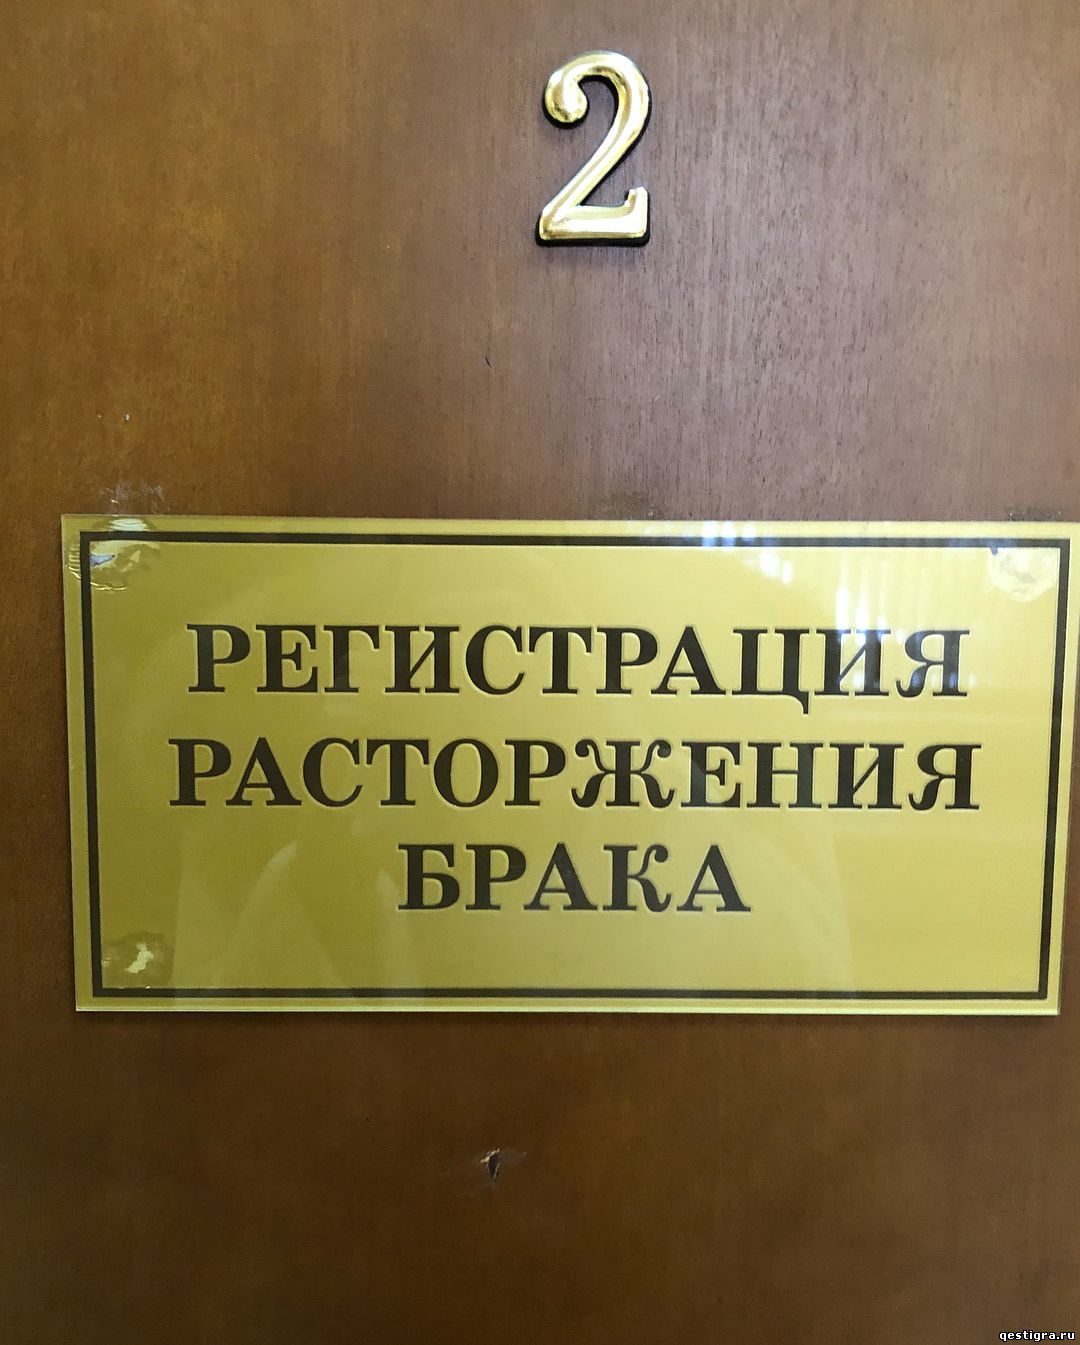 2
РЕГИСТРАЦИЯ
РАСТОРЖЕНИЯ
БРАКА
qestigra.ru